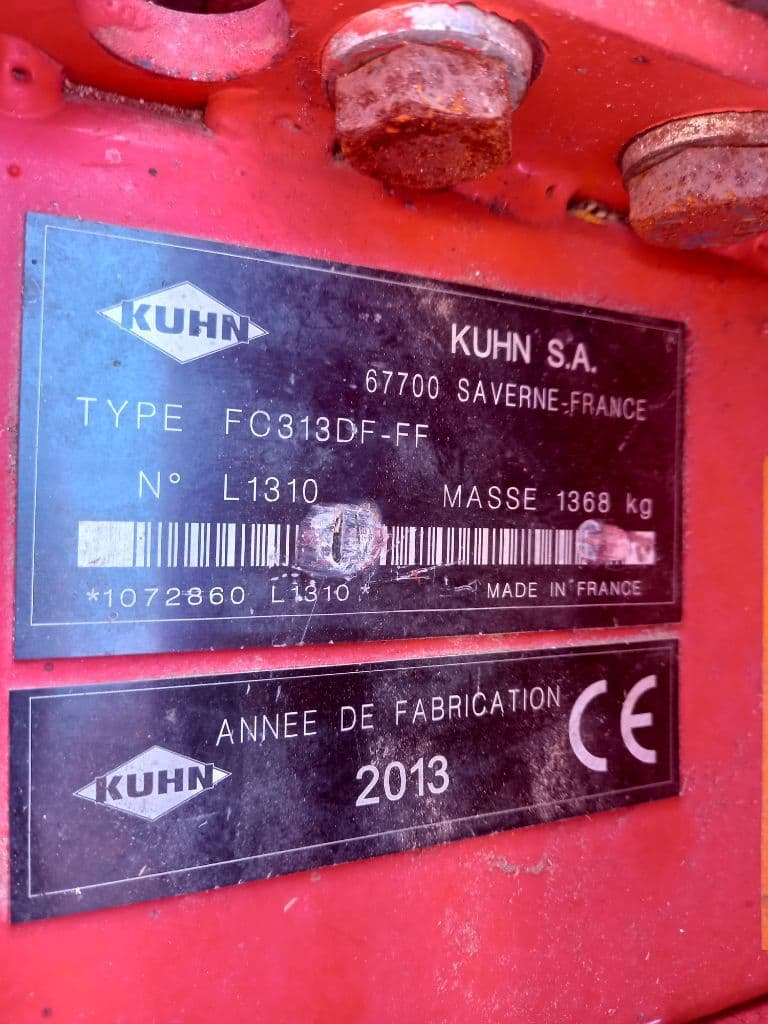 KUHN
KUHN S.A.
67700 SAVERNE-FRANCE
TYPE FC313DF-FF
N° L1310 MASSE 1368 kg
*1072860 L1310* MADE IN FRANCE
ANNEE DE FABRICATION CE
KUHN
2013